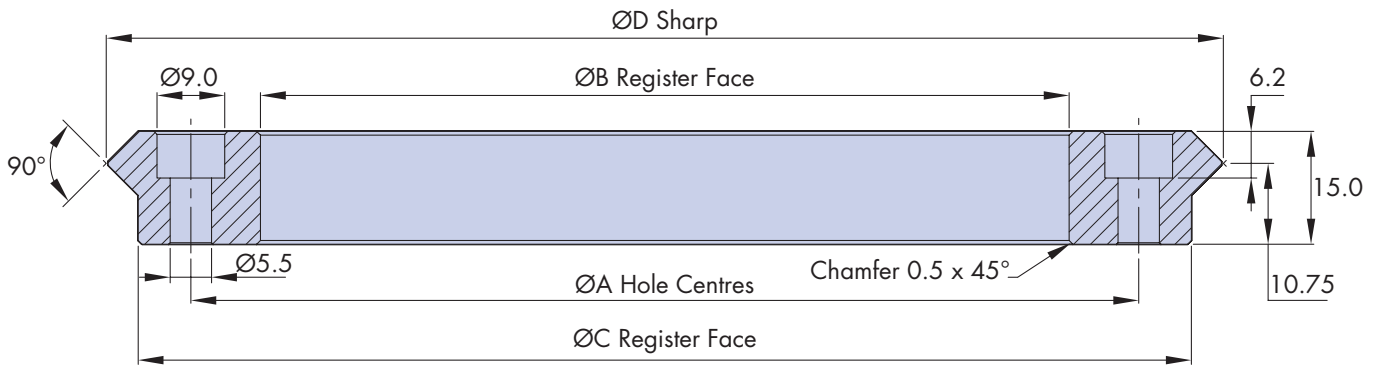 ØD Sharp
Ø9.0
ØB Register Face
6.2
90°
15.0
Ø5.5
Chamfer 0.5 x 45°
ØA Hole Centres
10.75
ØC Register Face